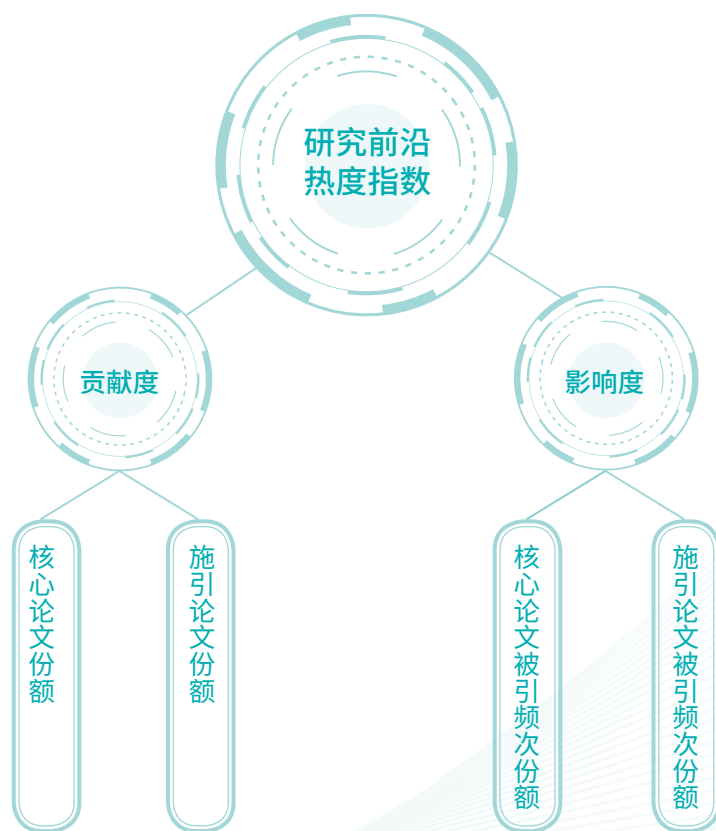 研究前沿
热度指数
贡献度
影响度
核心论文份额
施引论文份额
核心论文被引频次份额
施引论文被引频次份额